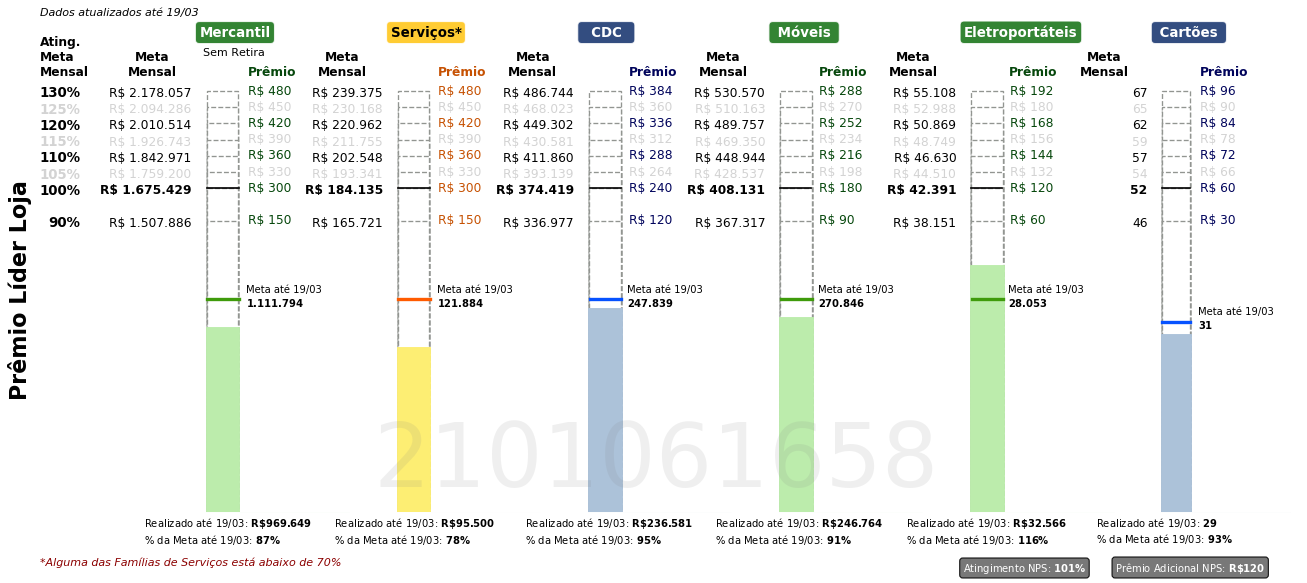 Dados atualizados até 19/03
Mercantil Serviços* CDC Móveis Eletroportáteis Cartões
Sem Retira
Ating. Meta Mensal Meta Mensal Prêmio Meta Mensal Prêmio Meta Mensal Prêmio Meta Mensal Prêmio Meta Mensal Prêmio Meta Mensal Prêmio
130% R$ 2.178.057 R$ 480 R$ 239.375 R$ 480 R$ 486.744 R$ 384 R$ 530.570 R$ 288 R$ 55.108 R$ 192 67 R$ 96
125% R$ 2.094.286 R$ 450 R$ 230.168 R$ 450 R$ 468.023 R$ 360 R$ 510.163 R$ 270 R$ 52.988 R$ 180 65 R$ 90
120% R$ 2.010.514 R$ 420 R$ 220.962 R$ 420 R$ 449.302 R$ 336 R$ 489.757 R$ 252 R$ 50.869 R$ 168 62 R$ 84
115% R$ 1.926.743 R$ 390 R$ 211.755 R$ 390 R$ 430.581 R$ 312 R$ 469.350 R$ 234 R$ 48.749 R$ 156 59 R$ 78
110% R$ 1.842.971 R$ 360 R$ 202.548 R$ 360 R$ 411.860 R$ 288 R$ 448.944 R$ 216 R$ 46.630 R$ 144 57 R$ 72
105% R$ 1.759.200 R$ 330 R$ 193.341 R$ 330 R$ 393.139 R$ 264 R$ 428.537 R$ 198 R$ 44.510 R$ 132 54 R$ 66
100% R$ 1.675.429 R$ 300 R$ 184.135 R$ 300 R$ 374.419 R$ 240 R$ 408.131 R$ 180 R$ 42.391 R$ 120 52 R$ 60
90% R$ 1.507.886 R$ 150 R$ 165.721 R$ 150 R$ 336.977 R$ 120 R$ 367.317 R$ 90 R$ 38.151 R$ 60 46 R$ 30
Prêmio Líder Loja
Meta até 19/03 Meta até 19/03 Meta até 19/03 Meta até 19/03 Meta até 19/03
1.111.794 121.884 247.839 270.846 28.053
Meta até 19/03
31
2101061658
Realizado até 19/03: R$969.649 Realizado até 19/03: R$95.500 Realizado até 19/03: R$236.581 Realizado até 19/03: R$246.764 Realizado até 19/03: R$32.566 Realizado até 19/03: 29
% da Meta até 19/03: 87% % da Meta até 19/03: 78% % da Meta até 19/03: 95% % da Meta até 19/03: 91% % da Meta até 19/03: 116% % da Meta até 19/03: 93%
*Alguma das Famílias de Serviços está abaixo de 70%
Atingimento NPS: 101% Prêmio Adicional NPS: R$120